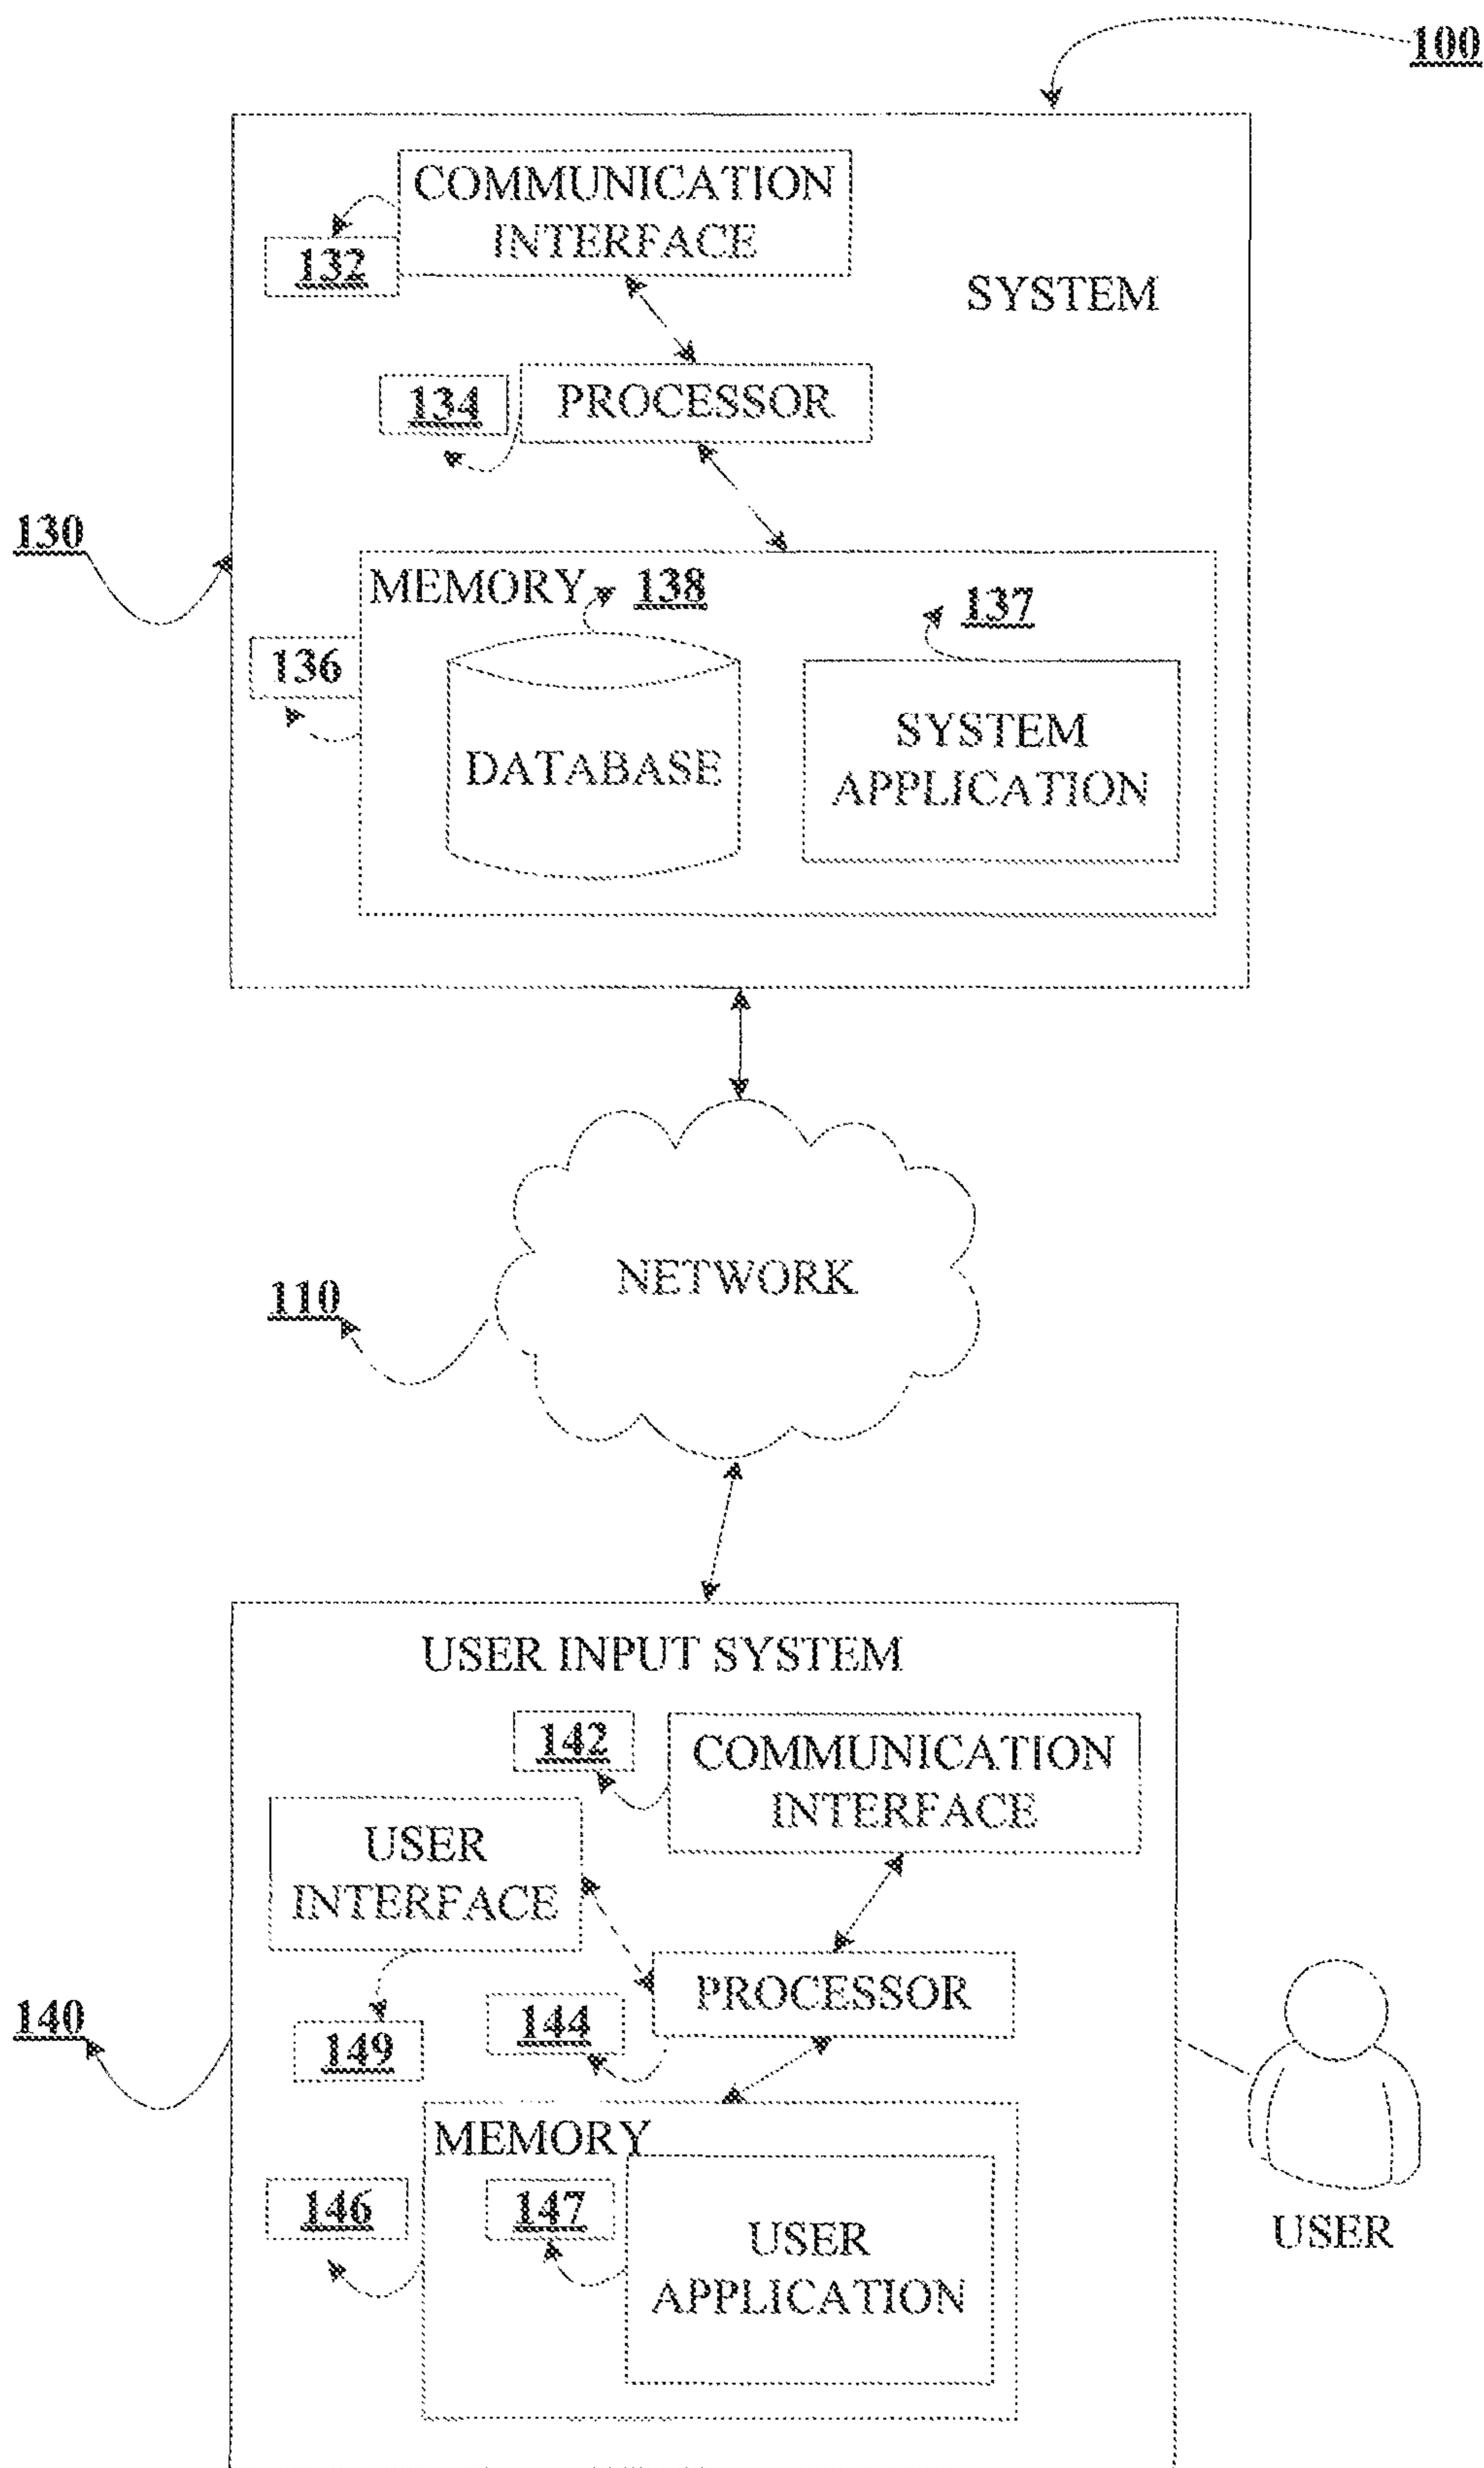 100
COMMUNICATION
INTERFACE
132
SYSTEM
134
PROCESSOR
130
MEMORY
138
137
136
DATABASE
SYSTEM
APPLICATION
NETWORK
110
USER INPUT SYSTEM
142
COMMUNICATION
INTERFACE
USER
INTERFACE
PROCESSOR
144
140
149
MEMORY
146
147
USER
APPLICATION
USER